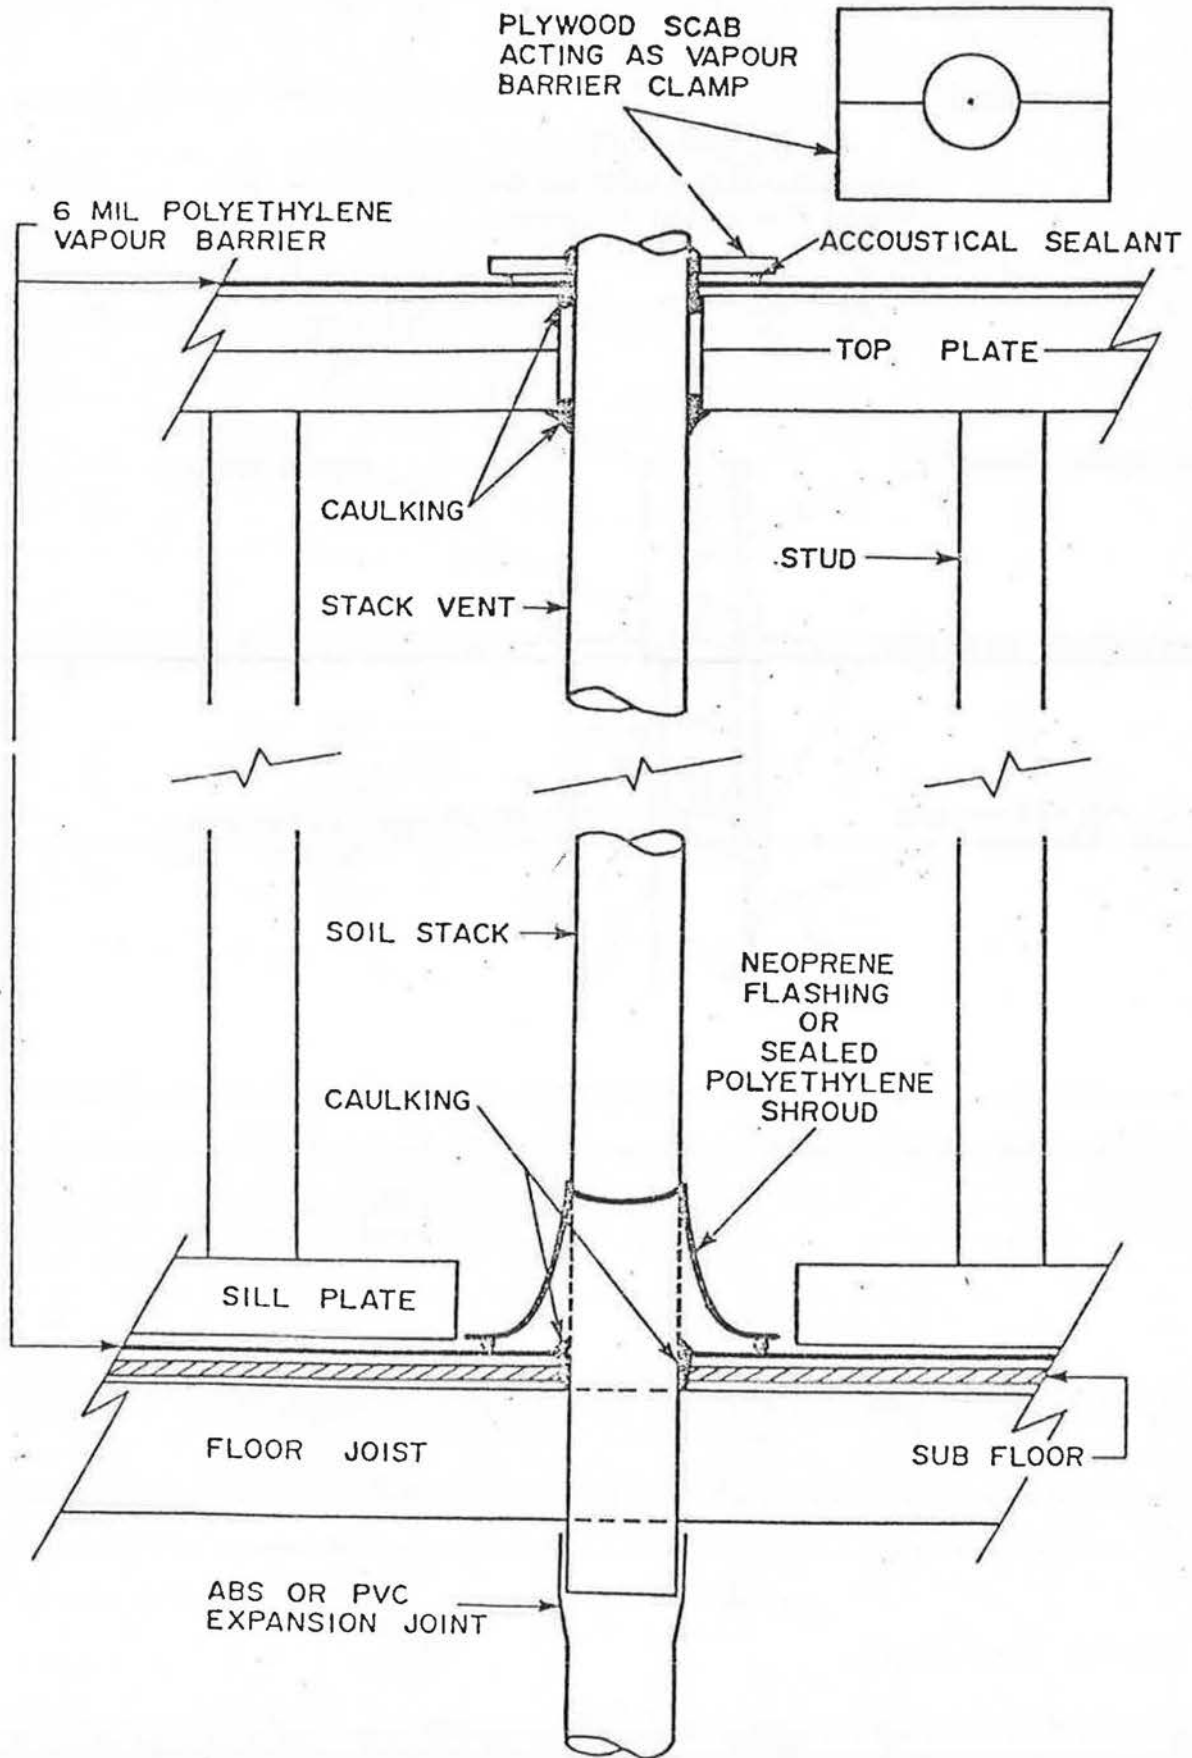 PLYWOOD SCAB
ACTING AS VAPOUR
BARRIER CLAMP
6 MIL POLYETHYLENE
VAPOUR BARRIER
ACCOUSTICAL SEALANT
TOP PLATE
CAULKING
STUD
STACK VENT
SOIL STACK
NEOPRENE
FLASHING
OR
SEALED
POLYETHYLENE
SHROUD
CAULKING
SILL PLATE
FLOOR JOIST
SUB FLOOR
ABS OR PVC
EXPANSION JOINT